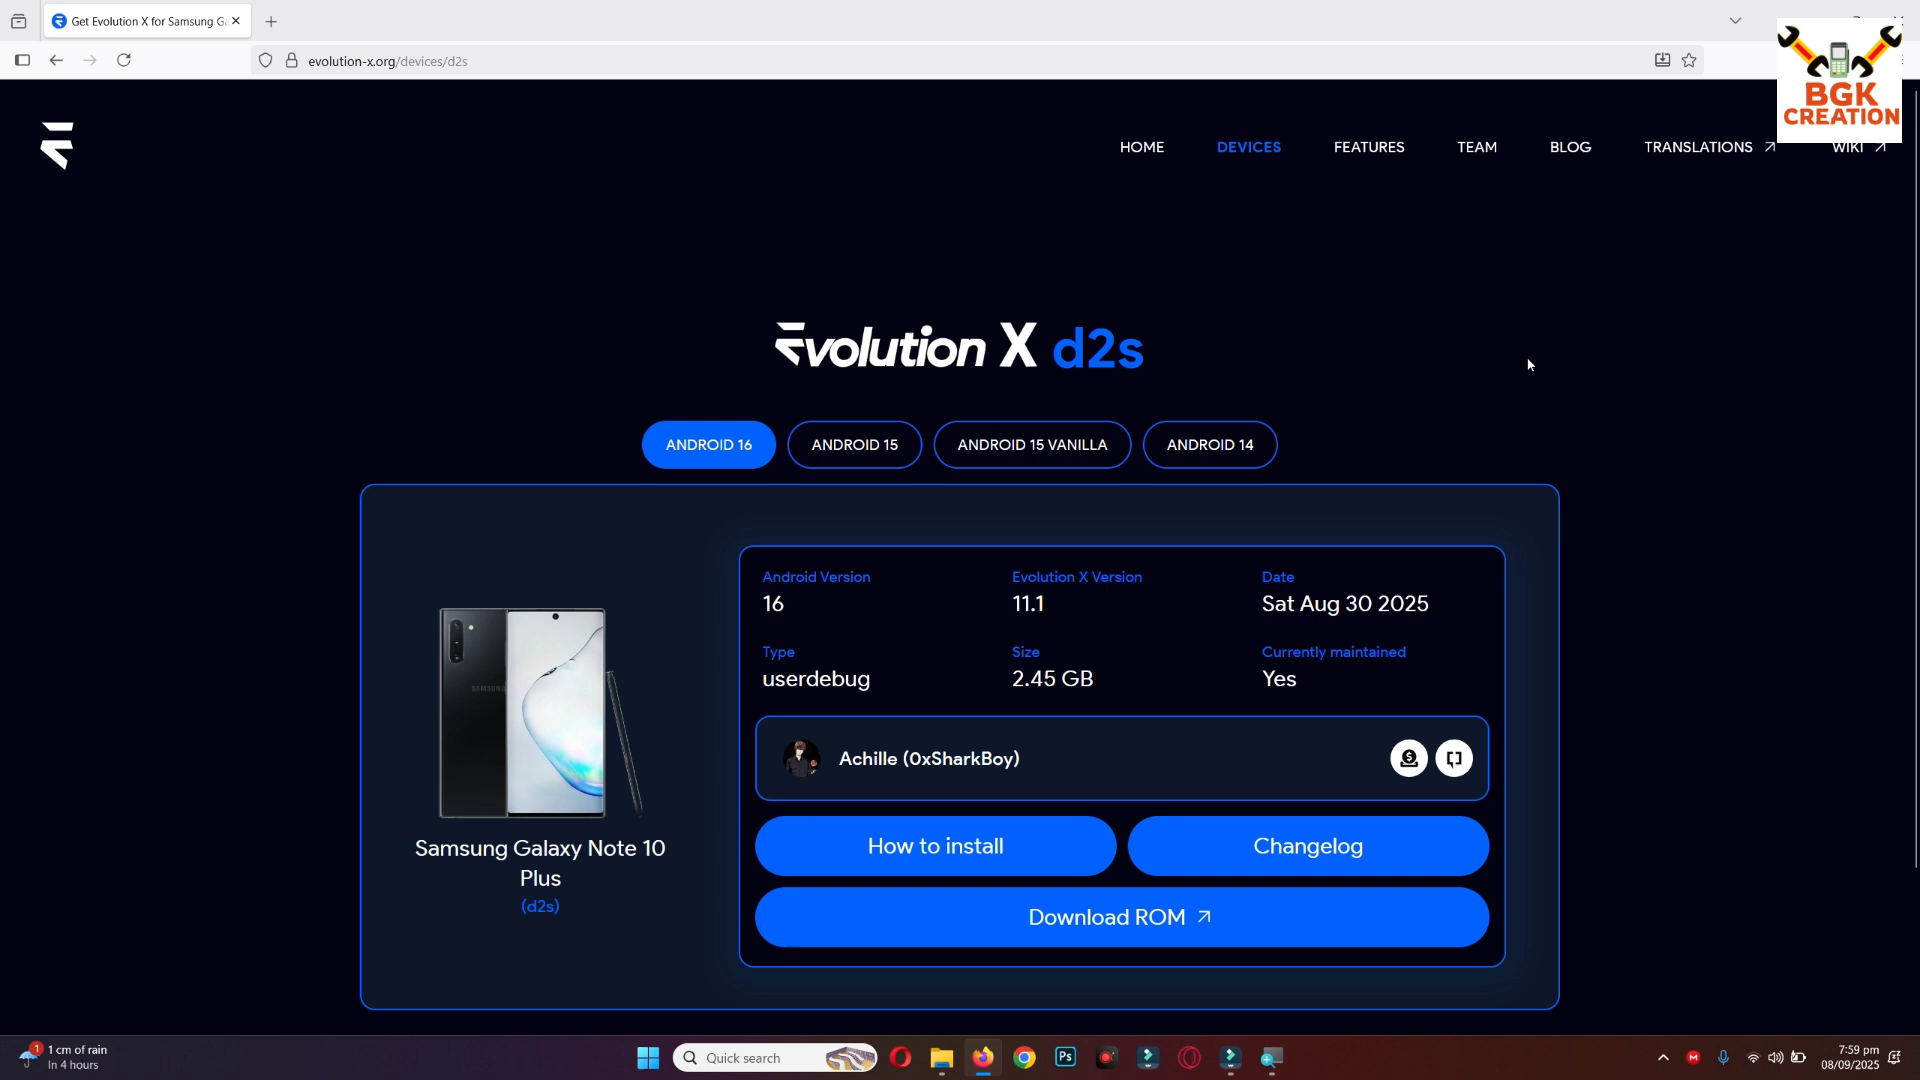 Get Evolution X for Samsung G
evolution-x.org/devices/d2s
BGK
CREATION
HOME
DEVICES
FEATURES
TEAM
BLOG
TRANSLATIONS
WIKI
Evolution X d2s
ANDROID 16
ANDROID 15
ANDROID 15 VANILLA
ANDROID 14
Android Version
16
Evolution X Version
11.1
Date
Sat Aug 30 2025
Type
userdebug
Size
2.45 GB
Currently maintained
Yes
SAMSUNG
Samsung Galaxy Note 10
Plus
(d2s)
Achille (0xSharkBoy)
How to install
Changelog
Download ROM
1
1 cm of rain
In 4 hours
Quick search
Ps
M
7:59 pm
08/09/2025